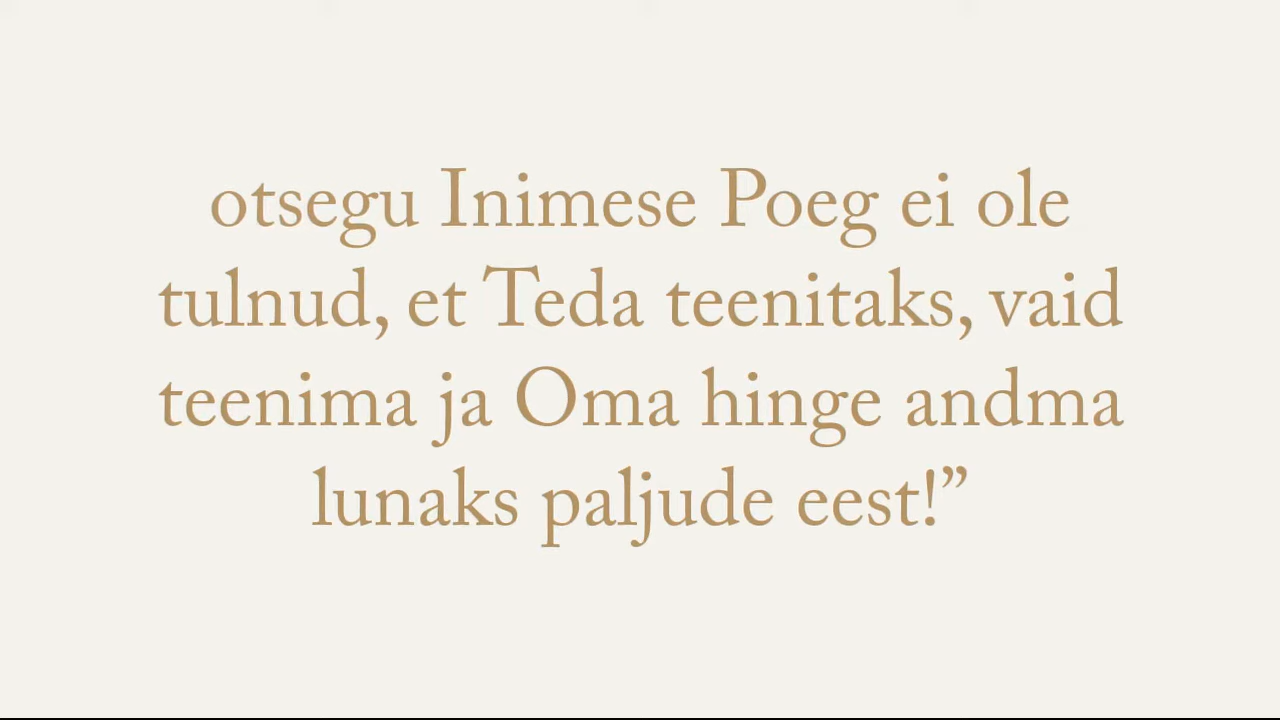 otsegu Inimese Poeg ei ole
tulnud, et Teda teenitaks, vaid
teenima ja Oma hinge andma
lunaks paljude eest!”